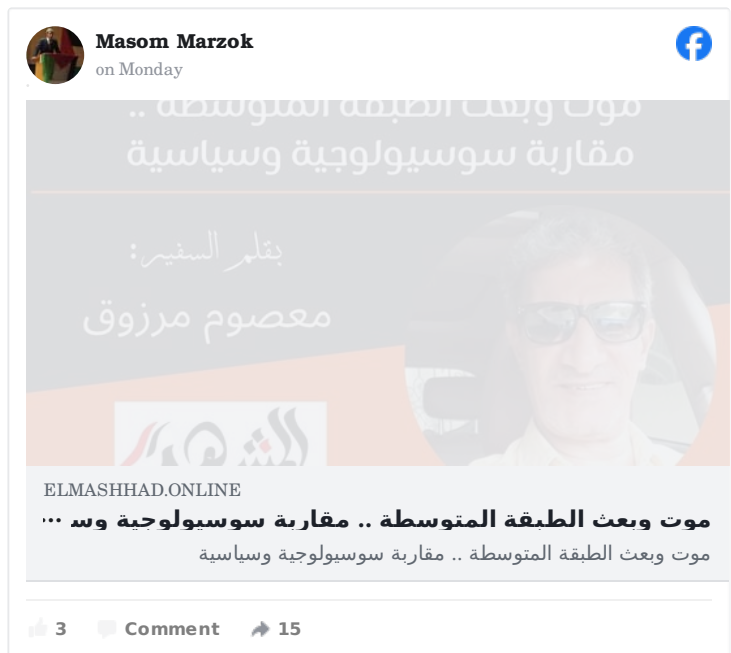 Masom Marzok
on Monday
موت وبعث الطبقة المتوسطة ..
مقاربة سوسيولوجية وسياسية
بقلم السفير:
معصوم مرزوق
المشهد
ELMASHHAD.ONLINE
موت وبعث الطبقة المتوسطة .. مقاربة سوسيولوجية وس ...
موت وبعث الطبقة المتوسطة .. مقاربة سوسيولوجية وسياسية
3 Comment 15